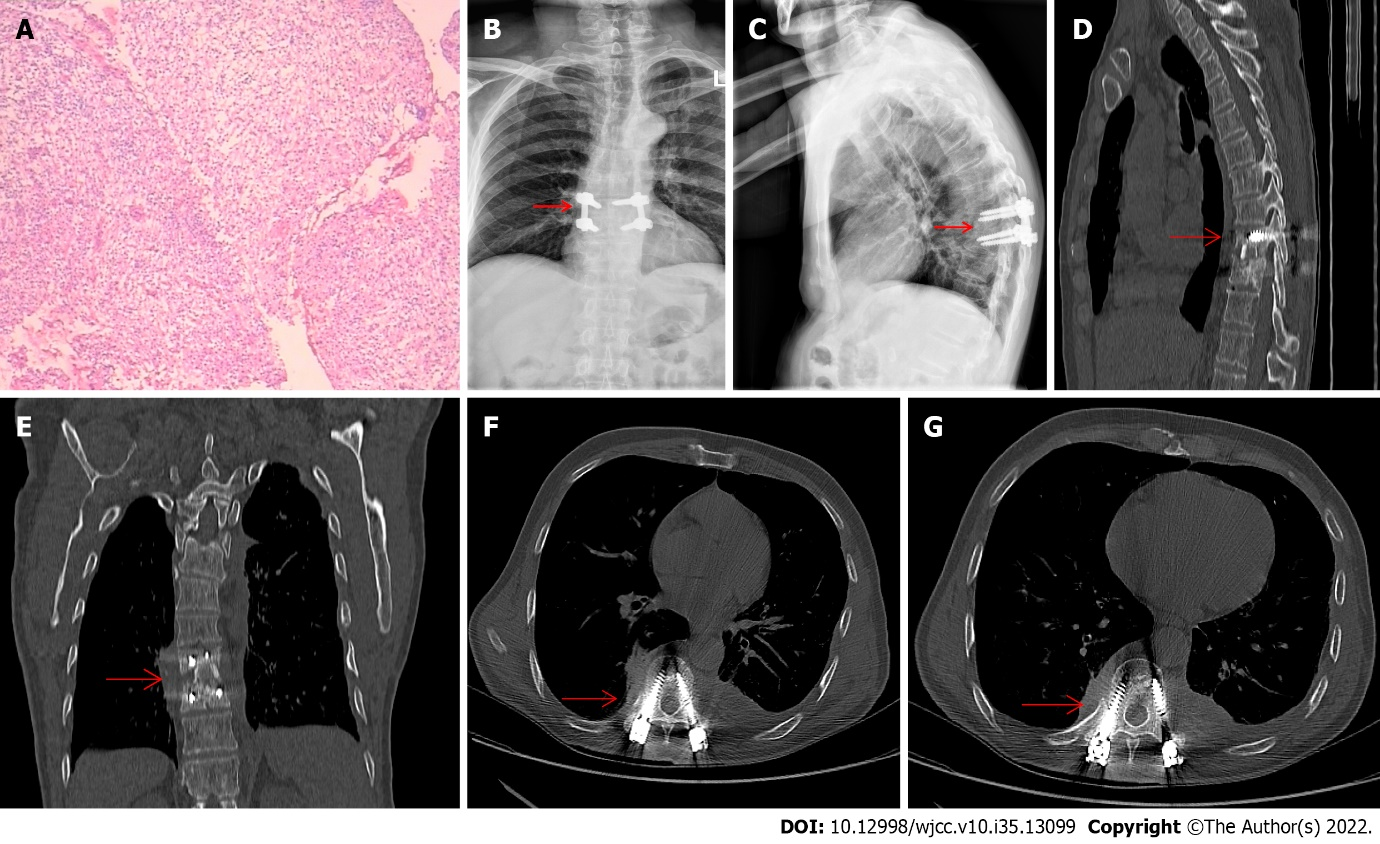 A
B
L
C
D
E
F
G
DOI: 10.12998/wjcc.v10.i35.13099 Copyright ©The Author(s) 2022.